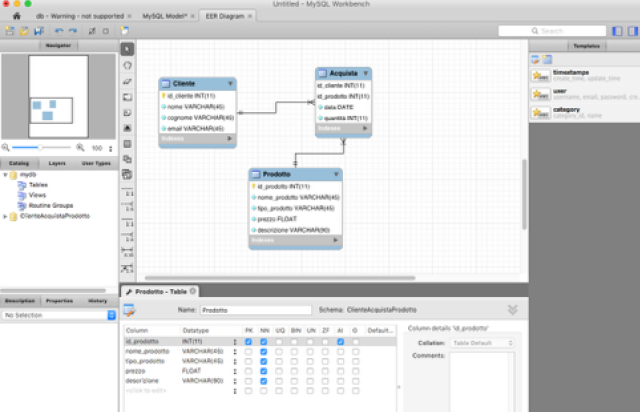 Untitled - MySQL Workbench
db - Warning - not supported
MySQL Model*
EER Diagram
Search
Navigator
Templates
timestamps
create_time, update_time
user
username, email, password, cre
category
category_id, name
Cliente
id_cliente INT(11)
nome VARCHAR(45)
cognome VARCHAR(45)
email VARCHAR(45)
Indexes
Acquista
id_cliente INT(11)
id_prodotto INT(11)
data DATE
quantita INT(11)
Indexes
Prodotto
id_prodotto INT(11)
nome_prodotto VARCHAR(45)
tipo_prodotto VARCHAR(45)
prezzo FLOAT
descrizione VARCHAR(90)
Indexes
100
Catalog Layers User Types
mydb
Tables
Views
Routine Groups
ClienteAcquistaProdotto
1:1
Description Properties History
No Selection
Prodotto - Table
Name: Prodotto Schema: ClienteAcquistaProdotto
Column Datatype PK NN UQ BIN UN ZF AI G Default...
id_prodotto INT(11)
nome_prodotto VARCHAR(45)
tipo_prodotto VARCHAR(45)
prezzo FLOAT
descrizione VARCHAR(90)
<click to edit>
Column details 'id_prodotto'
Collation: Table Default
Comments: